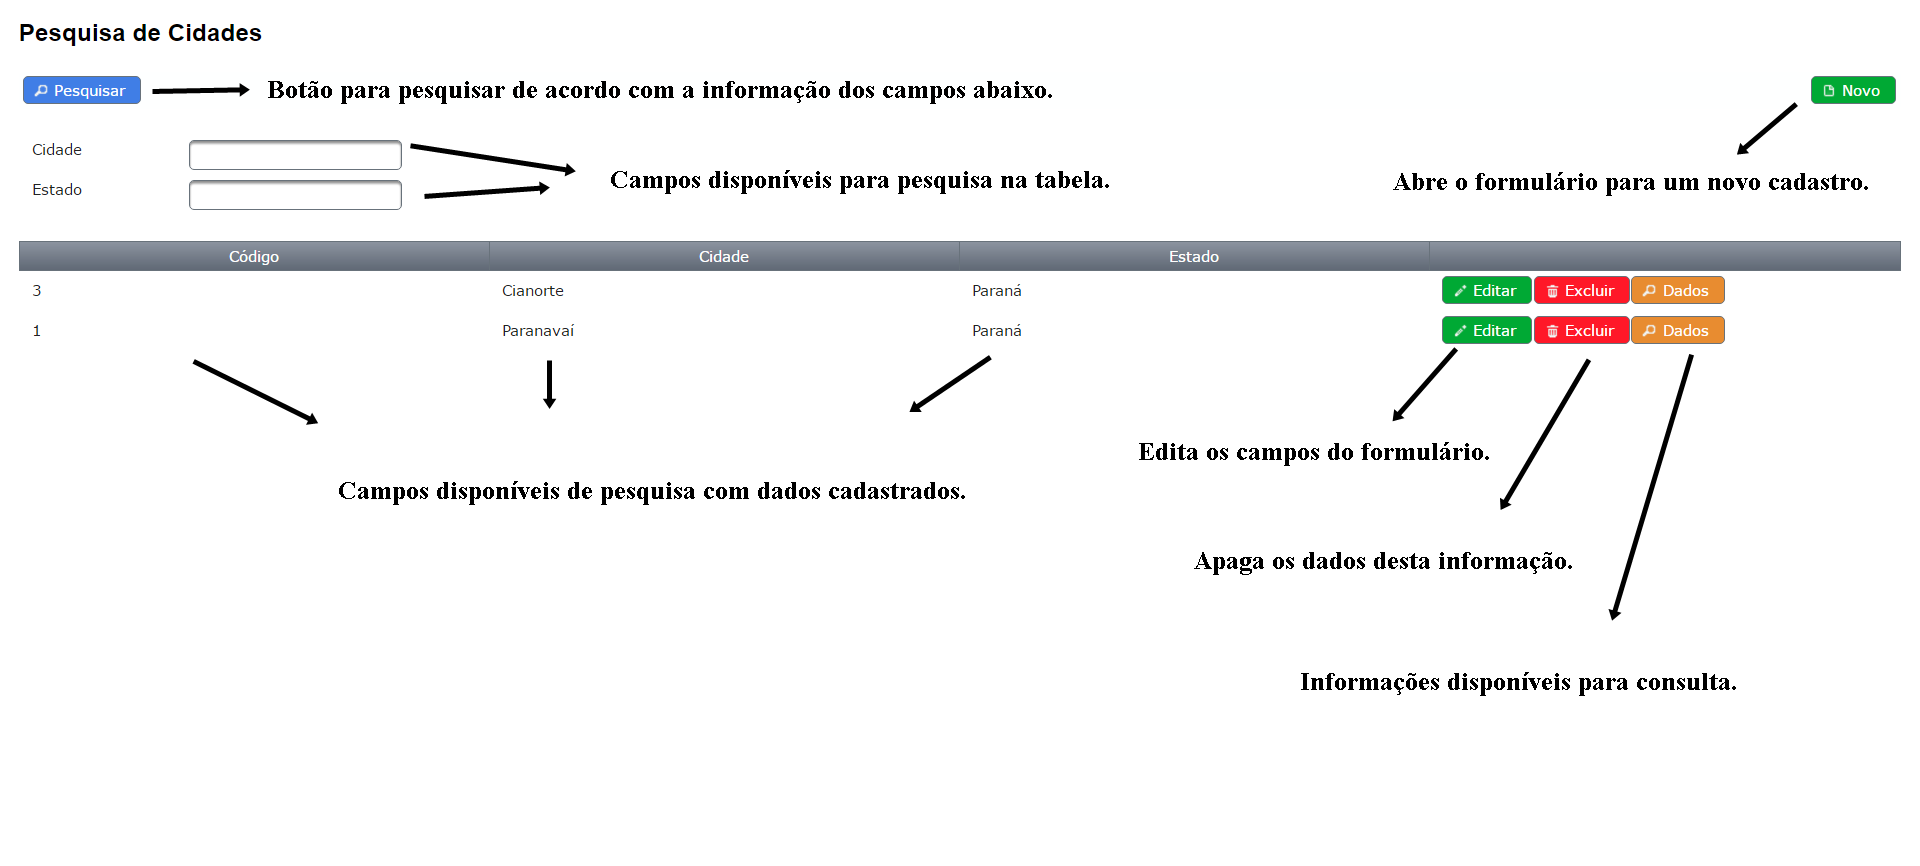 Pesquisa de Cidades
Pesquisar
Botão para pesquisar de acordo com a informação dos campos abaixo.
Novo
Cidade
Estado
Campos disponíveis para pesquisa na tabela.
Abre o formulário para um novo cadastro.
Código Cidade Estado
3 Cianorte Paraná Editar Excluir Dados
1 Paranavaí Paraná Editar Excluir Dados
Edita os campos do formulário.
Campos disponíveis de pesquisa com dados cadastrados.
Apaga os dados desta informação.
Informações disponíveis para consulta.